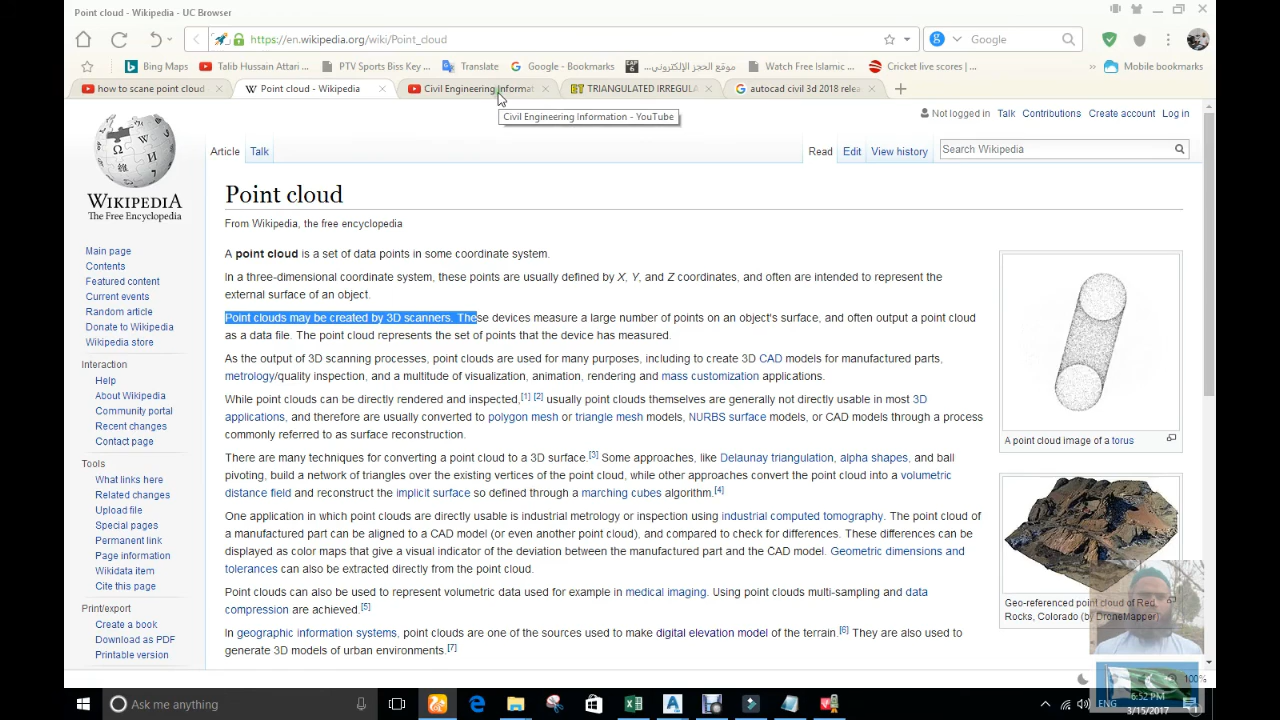 Point cloud - Wikipedia - UC Browser
https://en.wikipedia.org/wiki/Point_cloud
Google
Bing Maps
Talib Hussain Attari ...
PTV Sports Biss Key ...
Translate
Google - Bookmarks
موقع الحجز الإلكتروني...
Watch Free Islamic ...
Cricket live scores | ...
»
Mobile bookmarks
how to scane point cloud
Point cloud - Wikipedia
Civil Engineering Informat
TRIANGULATED IRREGULA
autocad civil 3d 2018 relea
Civil Engineering Information - YouTube
Not logged in Talk Contributions Create account Log in
Article Talk
Read Edit View history
Search Wikipedia
WIKIPEDIA
The Free Encyclopedia
Main page
Contents
Featured content
Current events
Random article
Donate to Wikipedia
Wikipedia store
Interaction
Help
About Wikipedia
Community portal
Recent changes
Contact page
Tools
What links here
Related changes
Upload file
Special pages
Permanent link
Page information
Wikidata item
Cite this page
Print/export
Create a book
Download as PDF
Printable version
Point cloud
From Wikipedia, the free encyclopedia
A point cloud is a set of data points in some coordinate system.
In a three-dimensional coordinate system, these points are usually defined by X, Y, and Z coordinates, and often are intended to represent the
external surface of an object.
Point clouds may be created by 3D scanners. These devices measure a large number of points on an object's surface, and often output a point cloud
as a data file. The point cloud represents the set of points that the device has measured.
As the output of 3D scanning processes, point clouds are used for many purposes, including to create 3D CAD models for manufactured parts,
metrology/quality inspection, and a multitude of visualization, animation, rendering and mass customization applications.
While point clouds can be directly rendered and inspected,[1] [2] usually point clouds themselves are generally not directly usable in most 3D
applications, and therefore are usually converted to polygon mesh or triangle mesh models, NURBS surface models, or CAD models through a process
commonly referred to as surface reconstruction.
There are many techniques for converting a point cloud to a 3D surface.[3] Some approaches, like Delaunay triangulation, alpha shapes, and ball
pivoting, build a network of triangles over the existing vertices of the point cloud, while other approaches convert the point cloud into a volumetric
distance field and reconstruct the implicit surface so defined through a marching cubes algorithm.[4]
One application in which point clouds are directly usable is industrial metrology or inspection using industrial computed tomography. The point cloud of
a manufactured part can be aligned to a CAD model (or even another point cloud), and compared to check for differences. These differences can be
displayed as color maps that give a visual indicator of the deviation between the manufactured part and the CAD model. Geometric dimensions and
tolerances can also be extracted directly from the point cloud.
Point clouds can also be used to represent volumetric data used for example in medical imaging. Using point clouds multi-sampling and data
compression are achieved.[5]
In geographic information systems, point clouds are one of the sources used to make digital elevation model of the terrain.[6] They are also used to
generate 3D models of urban environments.[7]
A point cloud image of a torus
Geo-referenced point cloud of Red
Rocks, Colorado (by DroneMapper)
100%
Ask me anything
ENG
6:52 PM
3/15/2017